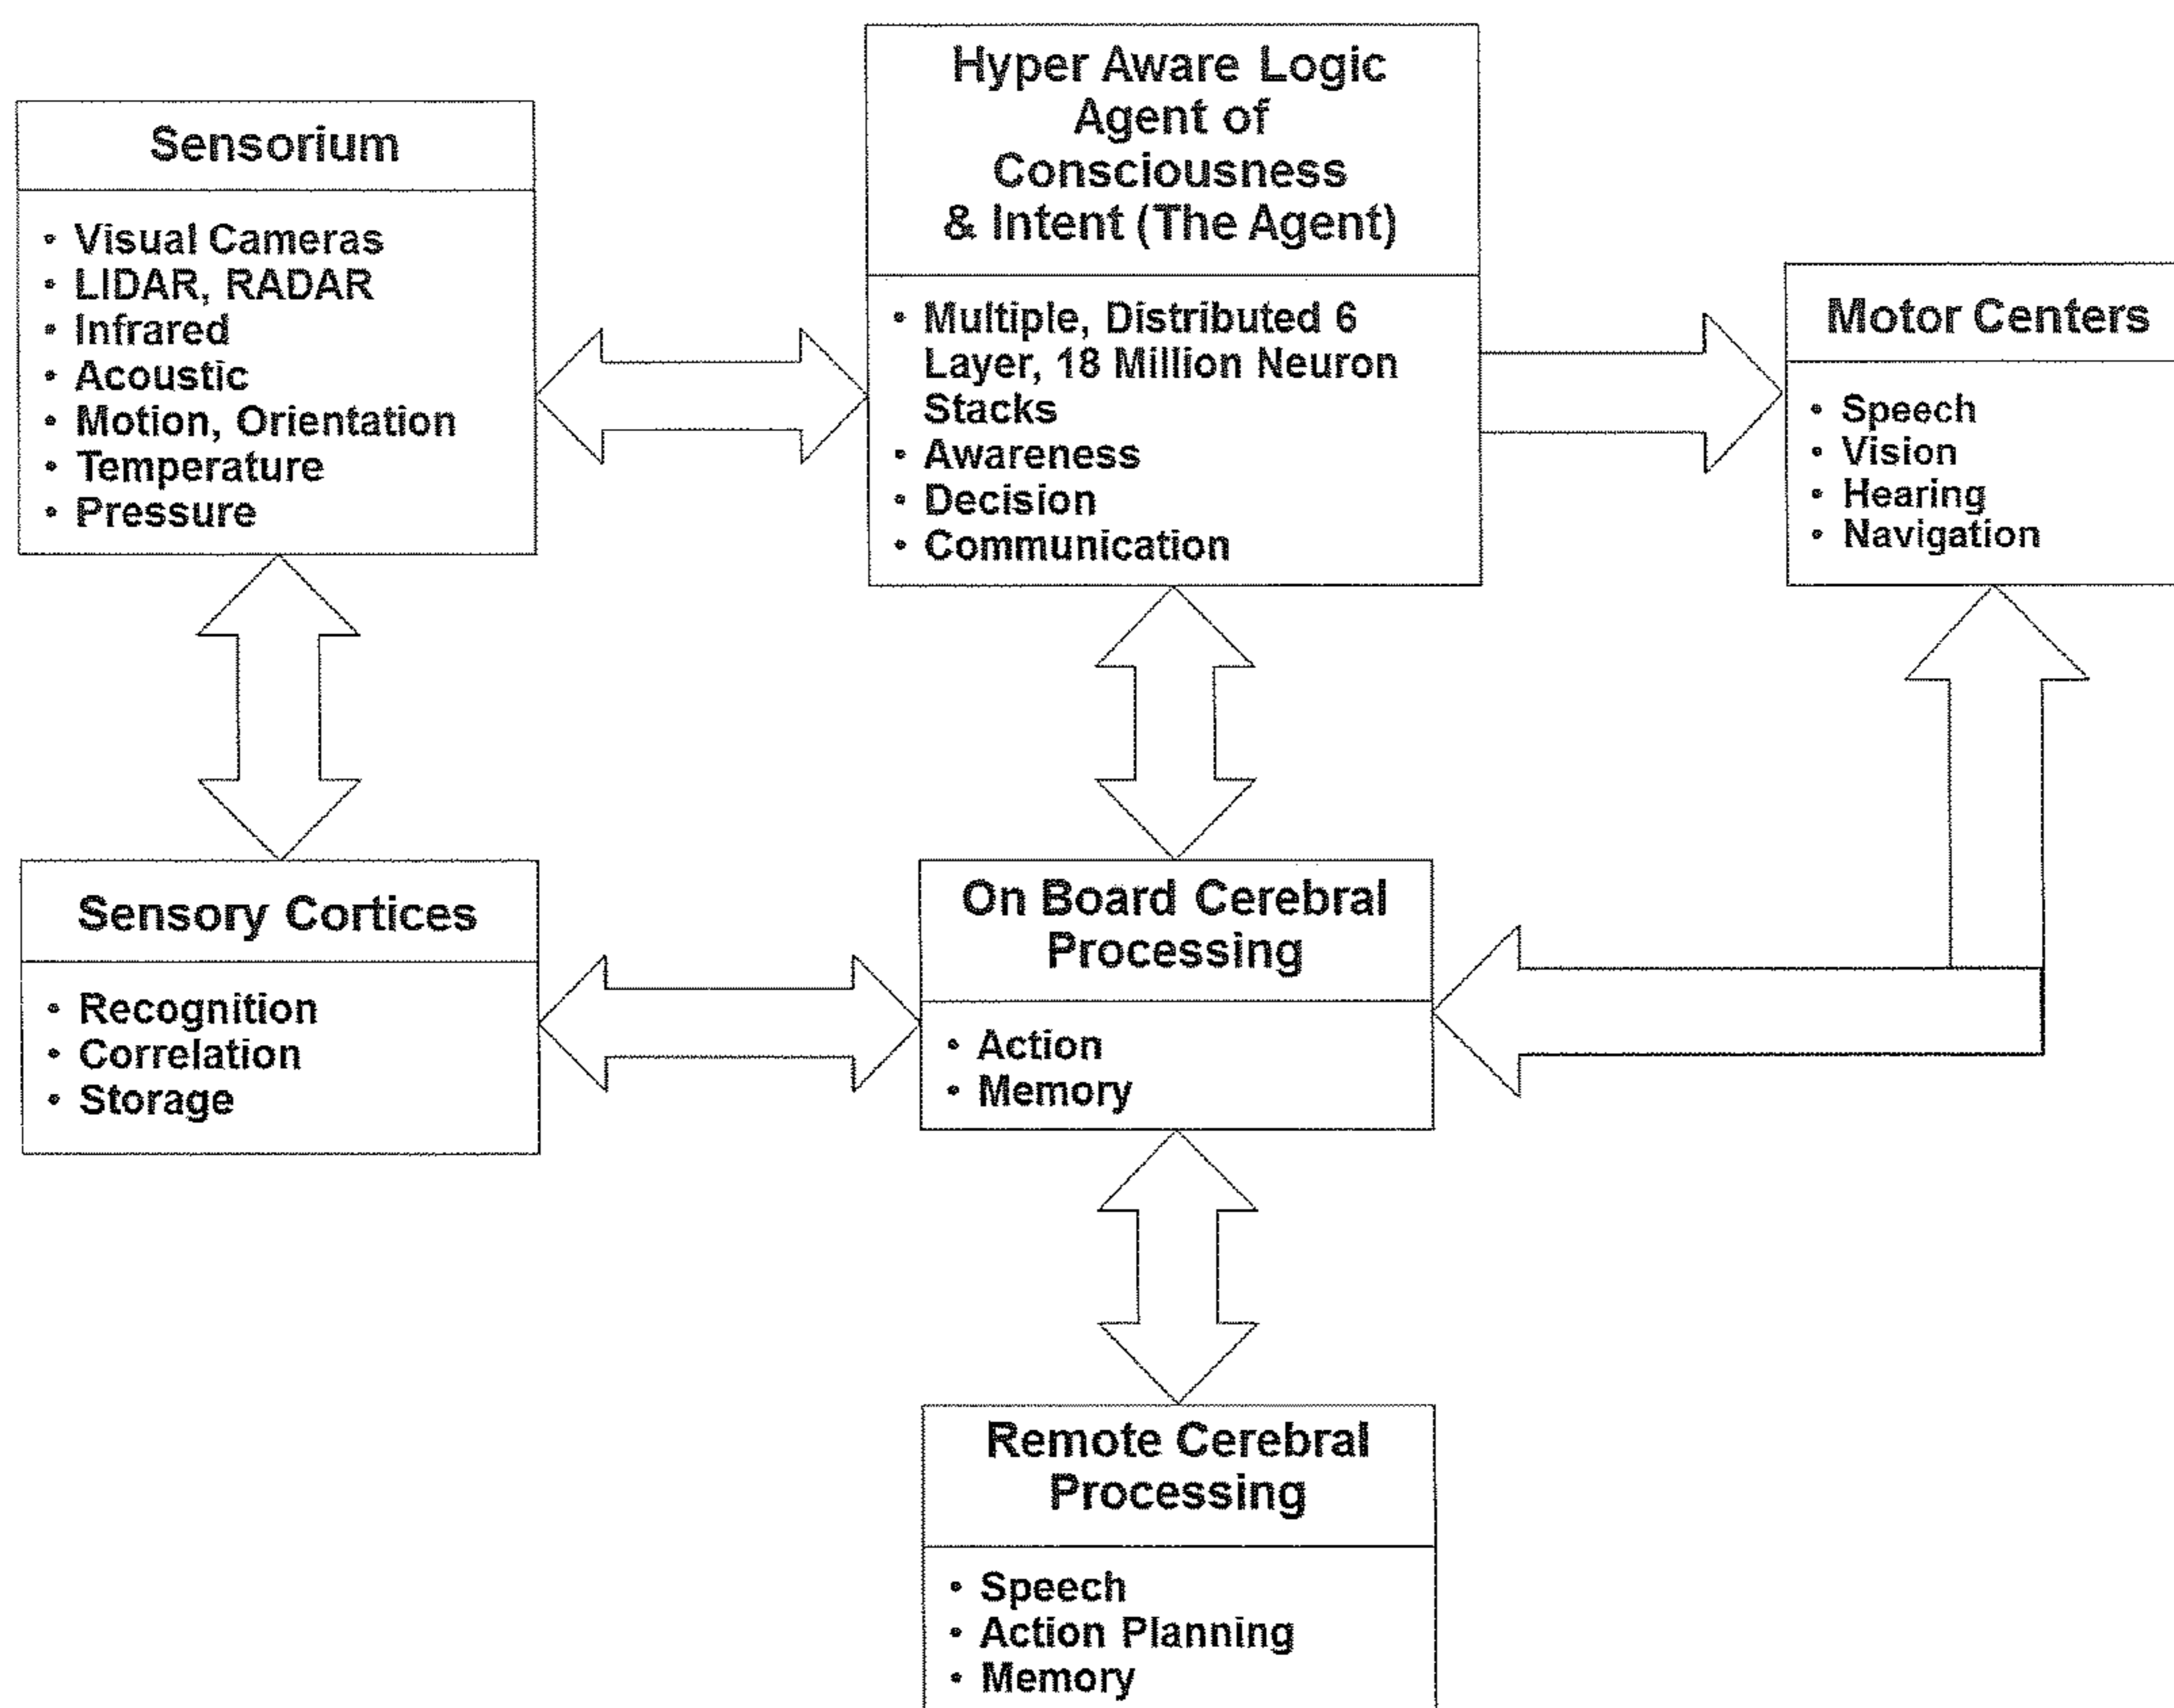 Sensorium
• Visual Cameras
• LIDAR, RADAR
• Infrared
• Acoustic
• Motion, Orientation
• Temperature
• Pressure
Hyper Aware Logic
Agent of
Consciousness
& Intent (The Agent)
• Multiple, Distributed 6
Layer, 18 Million Neuron
Stacks
• Awareness
• Decision
• Communication
Motor Centers
• Speech
• Vision
• Hearing
• Navigation
Sensory Cortices
• Recognition
• Correlation
• Storage
On Board Cerebral
Processing
• Action
• Memory
Remote Cerebral
Processing
• Speech
• Action Planning
• Memory